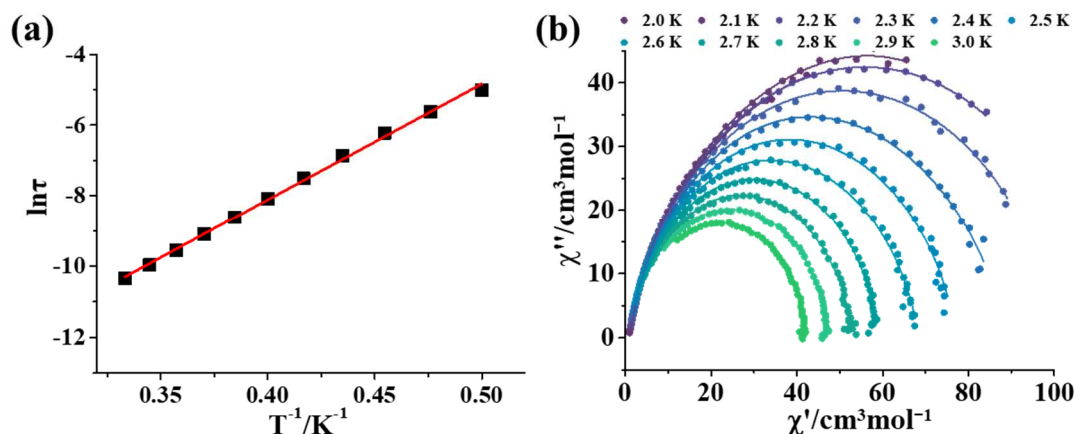 (a)
-4
-6
-8
-10
-12
lnτ
0.35 0.40 0.45 0.50
T⁻¹/K⁻¹
(b)
2.0 K 2.1 K 2.2 K 2.3 K 2.4 K 2.5 K
2.6 K 2.7 K 2.8 K 2.9 K 3.0 K
40
30
20
10
0
χ''/cm³mol⁻¹
0 20 40 60 80 100
χ'/cm³mol⁻¹